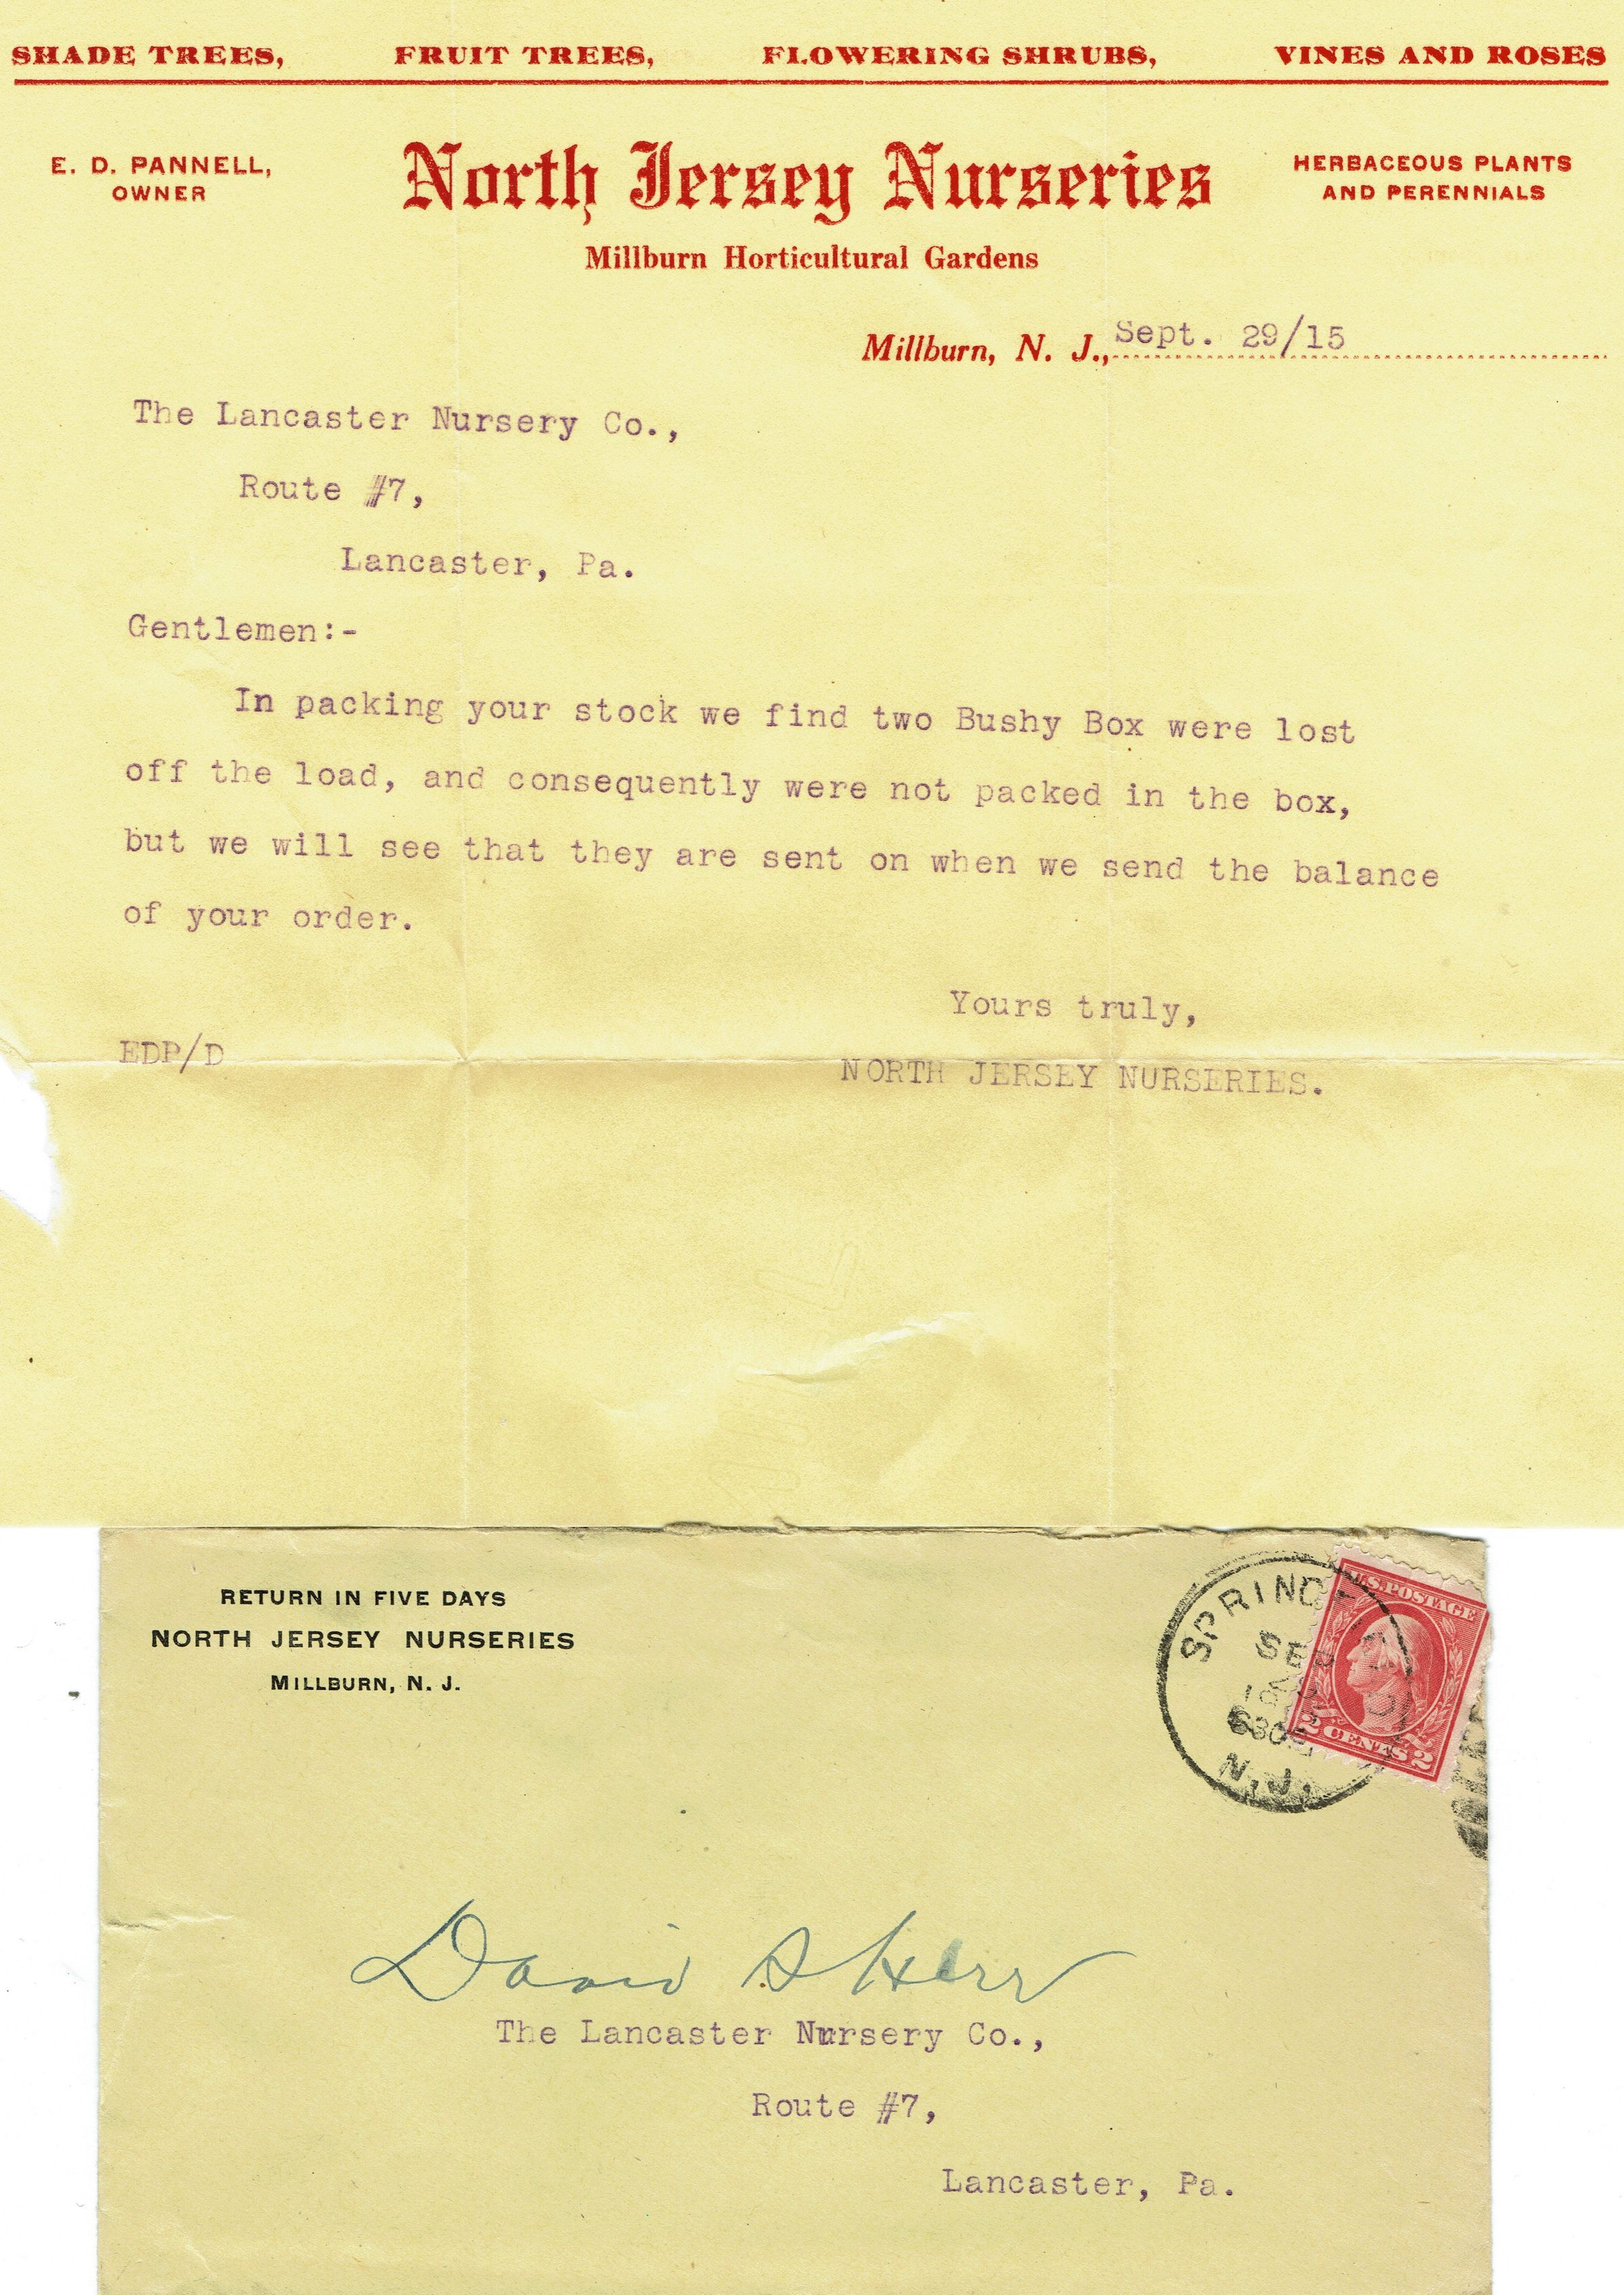 SHADE TREES, FRUIT TREES, FLOWERING SHRUBS, VINES AND ROSES
E. D. PANNELL,
OWNER
North Jersey Nurseries
Millburn Horticultural Gardens
HERBACEOUS PLANTS
AND PERENNIALS
Millburn, N. J., Sept. 29/15
The Lancaster Nursery Co.,
Route #7,
Lancaster, Pa.
Gentlemen:-
In packing your stock we find two Bushy Box were lost
off the load, and consequently were not packed in the box,
but we will see that they are sent on when we send the balance
of your order.
Yours truly,
EDP/D
NORTH JERSEY NURSERIES.
RETURN IN FIVE DAYS
NORTH JERSEY NURSERIES
MILLBURN, N. J.
SEP
N.J.
U.S. POSTAGE
2 CENTS 2
David S Herr
The Lancaster Nursery Co.,
Route #7,
Lancaster, Pa.